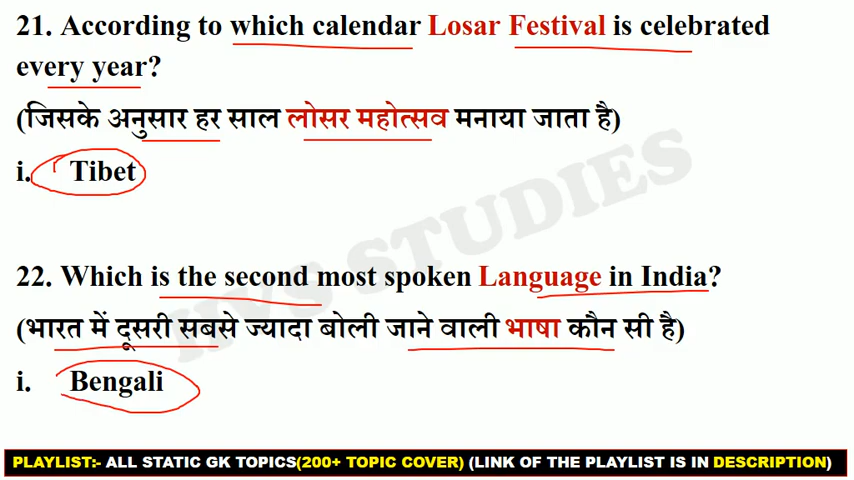 21. According to which calendar Losar Festival is celebrated
every year?
(जिसके अनुसार हर साल लोसर महोत्सव मनाया जाता है)
i. Tibet
HVS STUDIES
22. Which is the second most spoken Language in India?
(भारत में दूसरी सबसे ज्यादा बोली जाने वाली भाषा कौन सी है)
i. Bengali
PLAYLIST:- ALL STATIC GK TOPICS(200+ TOPIC COVER) (LINK OF THE PLAYLIST IS IN DESCRIPTION)